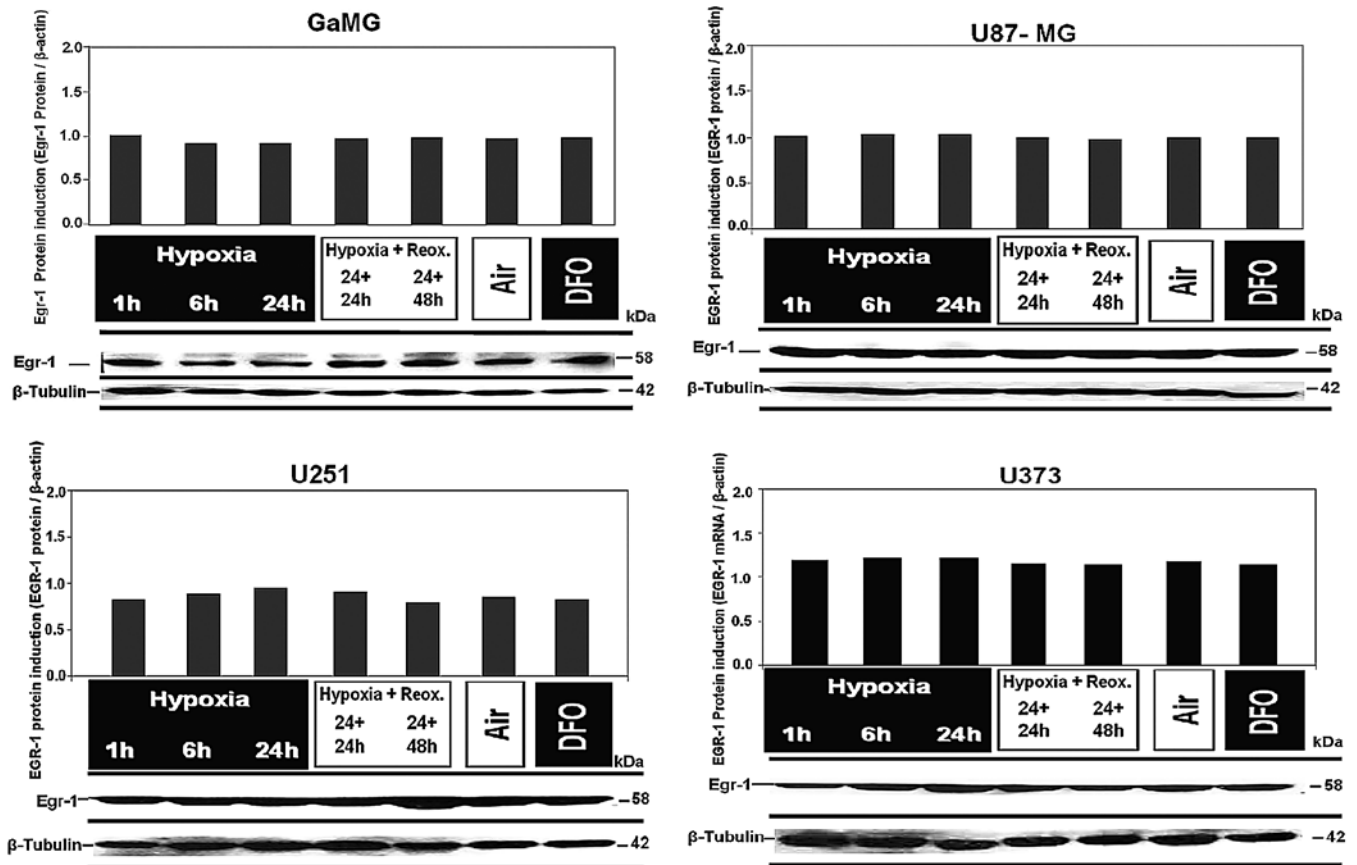 GaMG
Egr-1 Protein induction (Egr-1 Protein / β-actin)
2.0
1.5
1.0
0.5
0.0
Hypoxia
1h 6h 24h
Hypoxia + Reox.
24+ 24+
24h 48h
Air
DFO
kDa
Egr-1 58
β-Tubulin 42
U87- MG
EGR-1 protein induction (EGR-1 protein / β-actin)
2.0
1.5
1.0
0.5
0.0
Hypoxia
1h 6h 24h
Hypoxia + Reox.
24+ 24+
24h 48h
Air
DFO
kDa
Egr-1 58
β-Tubulin 42
U251
EGR-1 protein induction (EGR-1 protein / β-actin)
2.0
1.5
1.0
0.5
0.0
Hypoxia
1h 6h 24h
Hypoxia + Reox.
24+ 24+
24h 48h
Air
DFO
kDa
Egr-1 58
β-Tubulin 42
U373
EGR-1 Protein induction (EGR-1 mRNA / β-actin)
2.0
1.5
1.0
0.5
0.0
Hypoxia
1h 6h 24h
Hypoxia + Reox.
24+ 24+
24h 48h
Air
DFO
kDa
Egr-1 58
β-Tubulin 42